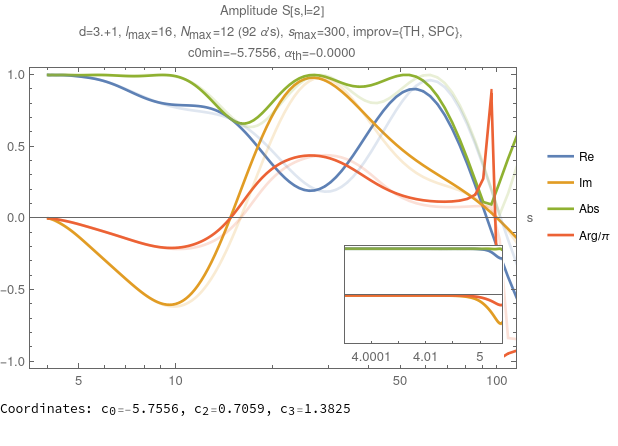 Amplitude S[s,l=2]
d=3.+1, lmax=16, Nmax=12 (92 α's), smax=300, improv={TH, SPC},
c0min=-5.7556, αth=-0.0000
1.0
0.5
0.0
-0.5
-1.0
s
Re
Im
Abs
Arg/π
4.0001 4.01 5
5 10 50 100
Coordinates: c0=-5.7556, c2=0.7059, c3=1.3825